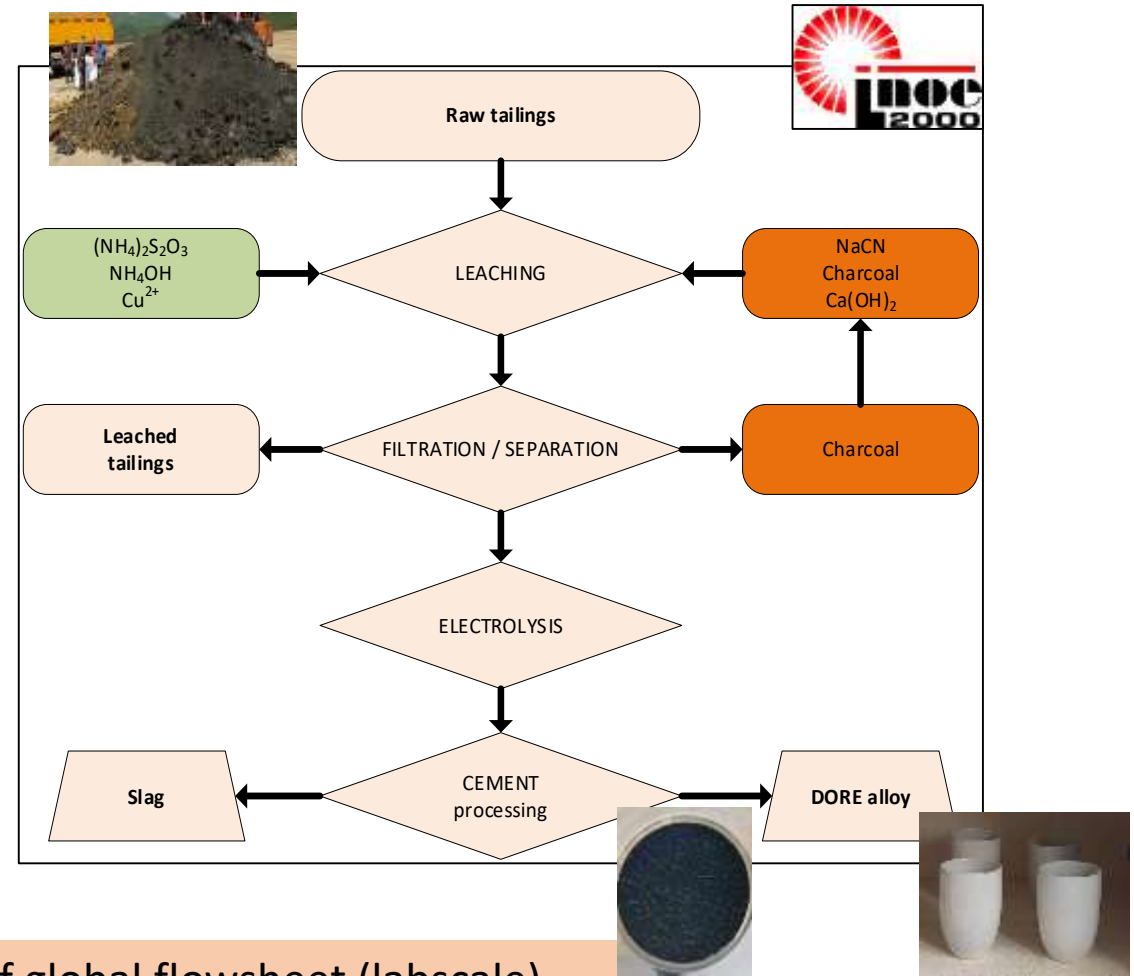 inoe
2000
Raw tailings
(NH₄)₂S₂O₃
NH₄OH
Cu²⁺
LEACHING
NaCN
Charcoal
Ca(OH)₂
Leached
tailings
FILTRATION / SEPARATION
Charcoal
ELECTROLYSIS
Slag
CEMENT
processing
DORE alloy
global flowsheet (labscale)